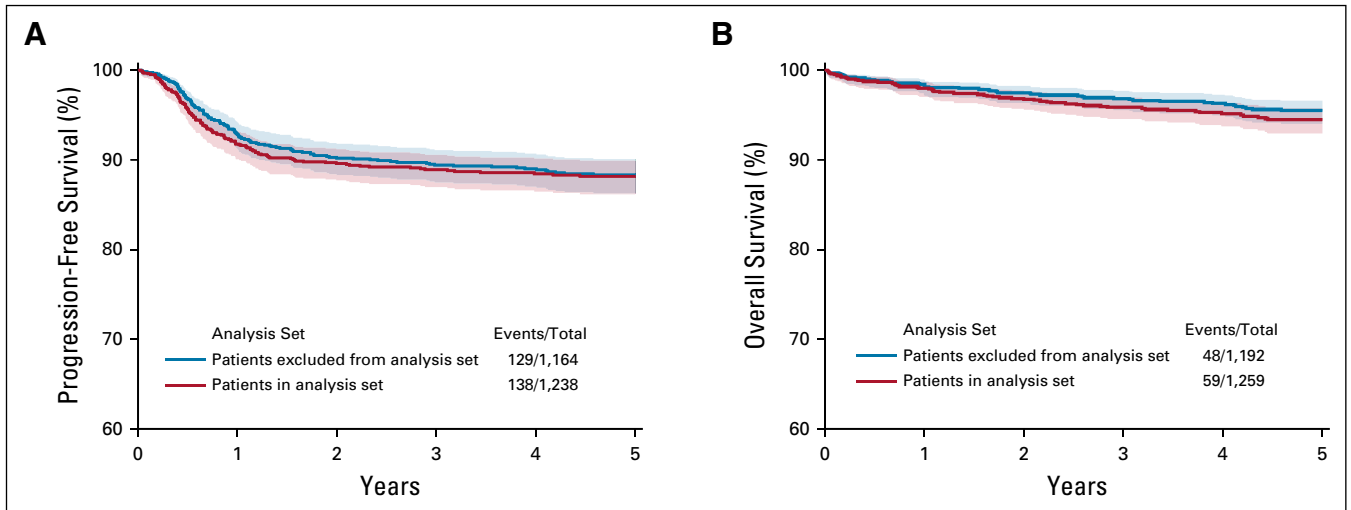 A
Progression-Free Survival (%)
100
90
80
70
60
Analysis Set Events/Total
Patients excluded from analysis set 129/1,164
Patients in analysis set 138/1,238
0 1 2 3 4 5
Years
B
Overall Survival (%)
100
90
80
70
60
Analysis Set Events/Total
Patients excluded from analysis set 48/1,192
Patients in analysis set 59/1,259
0 1 2 3 4 5
Years